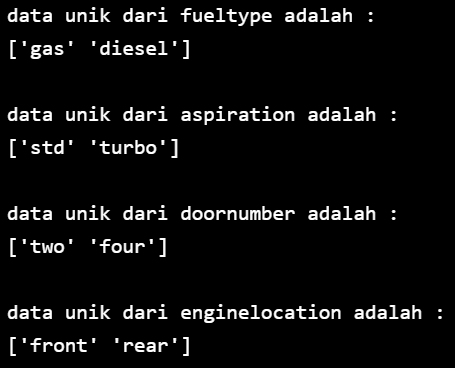 data unik dari fueltype adalah :
['gas' 'diesel']
data unik dari aspiration adalah :
['std' 'turbo']
data unik dari doornumber adalah :
['two' 'four']
data unik dari enginelocation adalah :
['front' 'rear']